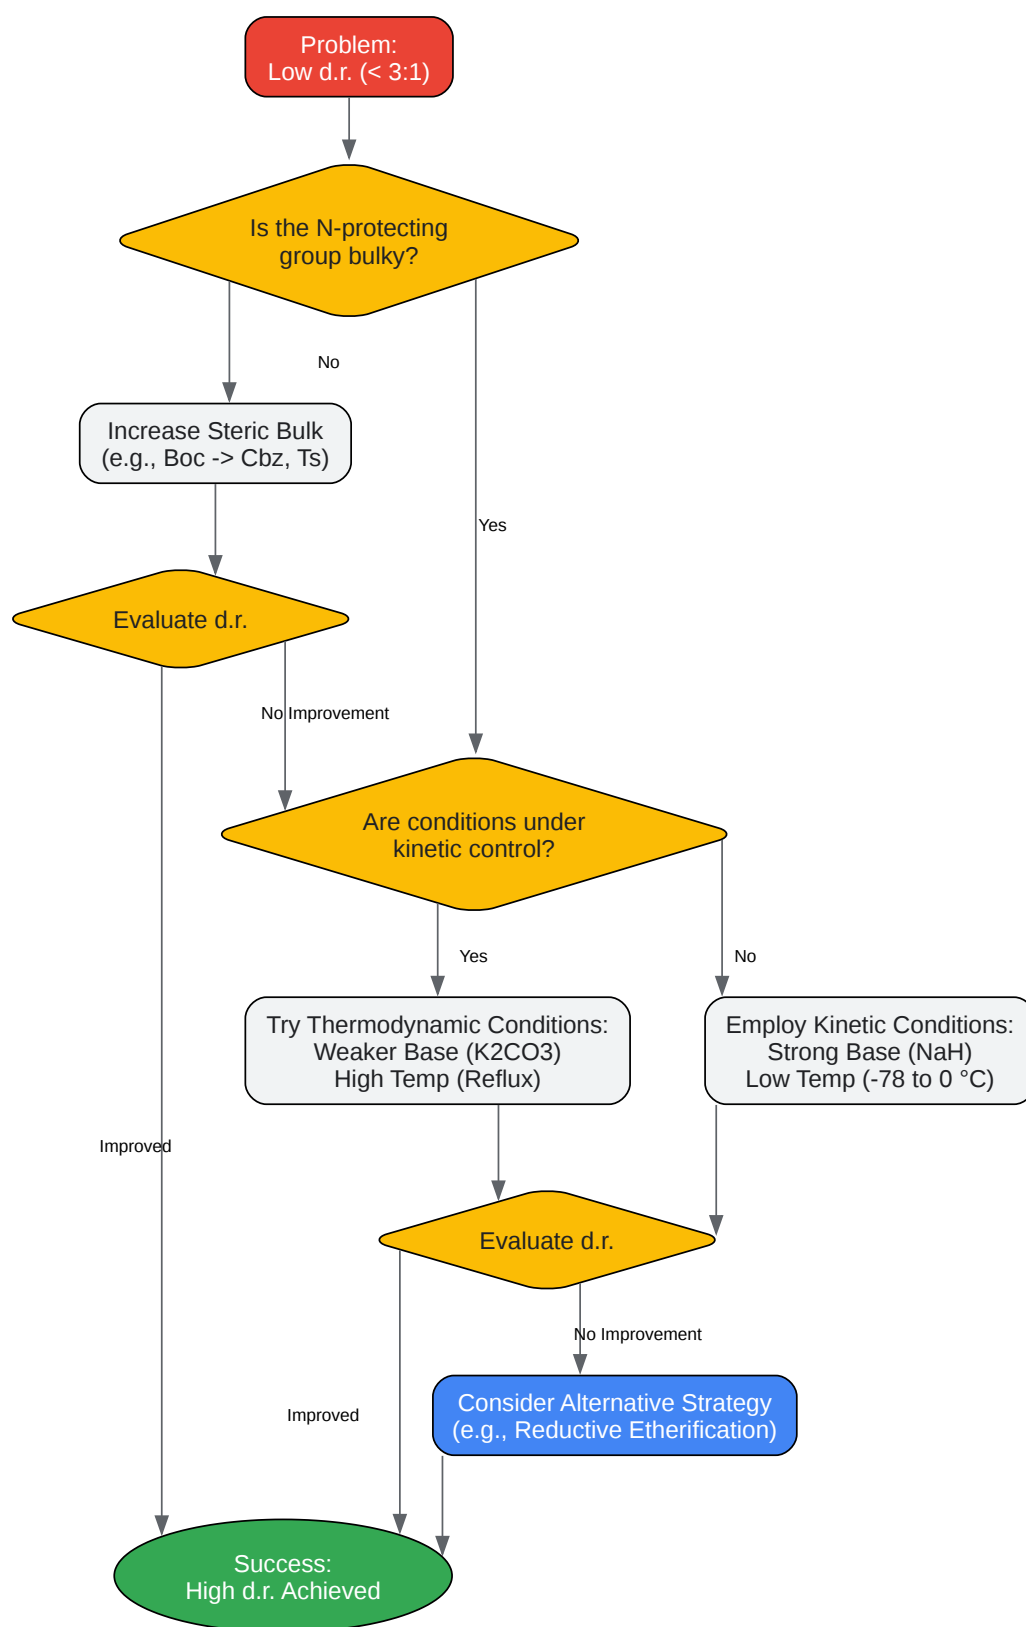 Problem:
Low d.r. (< 3:1)
Is the N-protecting
group bulky?
No
Increase Steric Bulk
(e.g., Boc -> Cbz, Ts)
Yes
Evaluate d.r.
No Improvement
Are conditions under
kinetic control?
Yes
No
Try Thermodynamic Conditions:
Weaker Base (K2CO3)
High Temp (Reflux)
Employ Kinetic Conditions:
Strong Base (NaH)
Low Temp (-78 to 0 °C)
Improved
Evaluate d.r.
No Improvement
Consider Alternative Strategy
(e.g., Reductive Etherification)
Improved
Success:
High d.r. Achieved